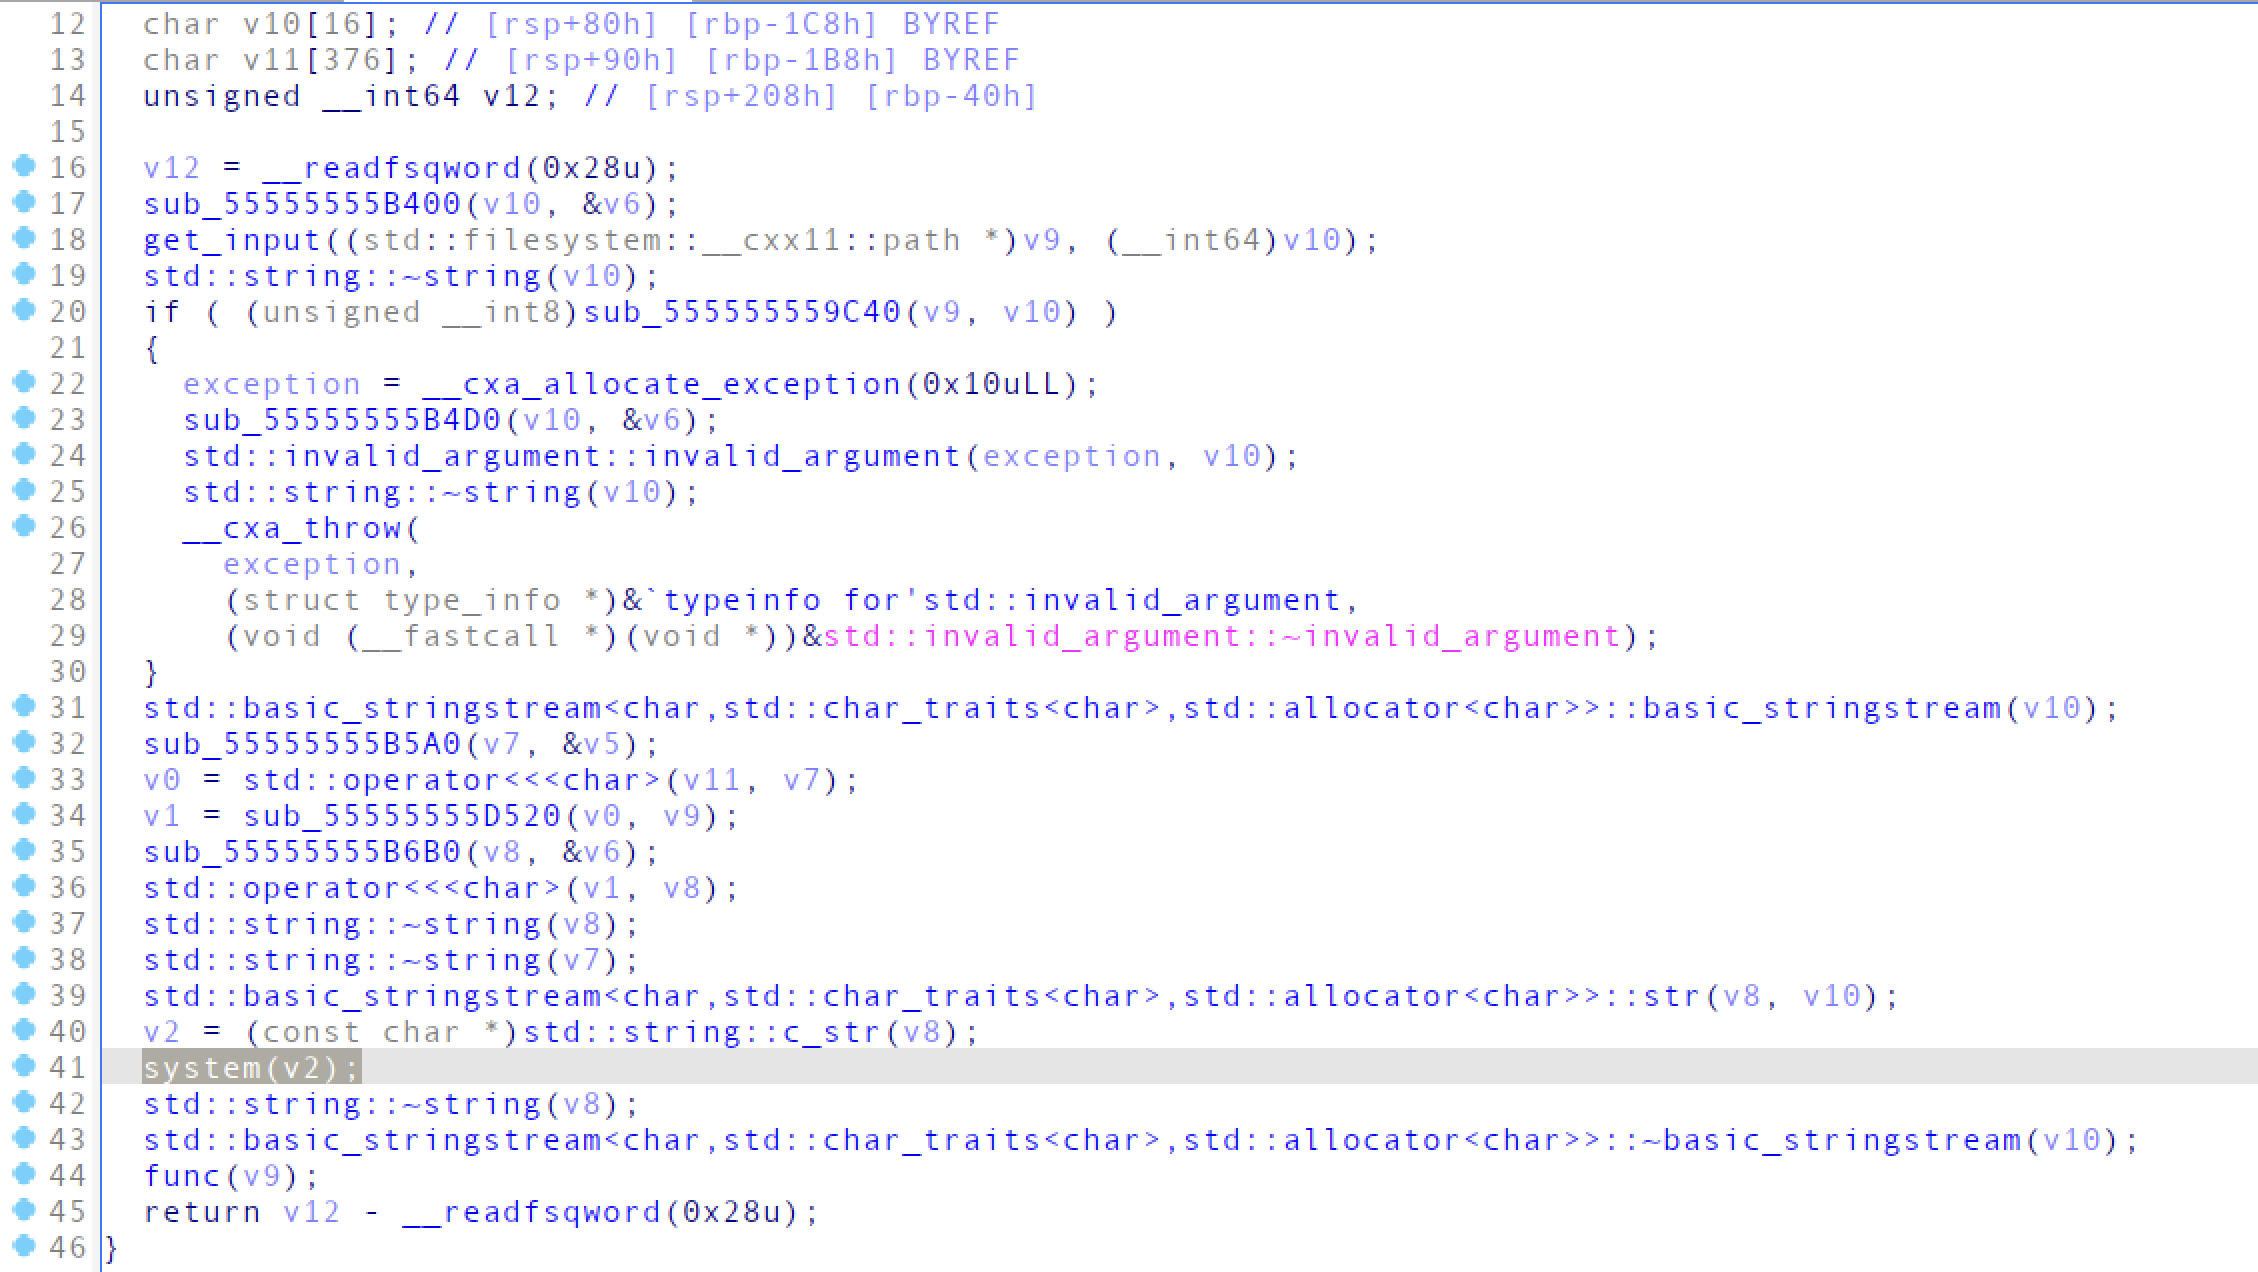 12 char v10[16]; // [rsp+80h] [rbp-1C8h] BYREF
13 char v11[376]; // [rsp+90h] [rbp-1B8h] BYREF
14 unsigned __int64 v12; // [rsp+208h] [rbp-40h]
15
16 v12 = __readfsqword(0x28u);
17 sub_55555555B400(v10, &v6);
18 get_input((std::filesystem::__cxx11::path *)v9, (__int64)v10);
19 std::string::~string(v10);
20 if ( (unsigned __int8)sub_555555559C40(v9, v10) )
21 {
22 exception = __cxa_allocate_exception(0x10uLL);
23 sub_55555555B4D0(v10, &v6);
24 std::invalid_argument::invalid_argument(exception, v10);
25 std::string::~string(v10);
26 __cxa_throw(
27 exception,
28 (struct type_info *)&`typeinfo for'std::invalid_argument,
29 (void (__fastcall *)(void *))&std::invalid_argument::~invalid_argument);
30 }
31 std::basic_stringstream<char,std::char_traits<char>,std::allocator<char>>::basic_stringstream(v10);
32 sub_55555555B5A0(v7, &v5);
33 v0 = std::operator<<<char>(v11, v7);
34 v1 = sub_55555555D520(v0, v9);
35 sub_55555555B6B0(v8, &v6);
36 std::operator<<<char>(v1, v8);
37 std::string::~string(v8);
38 std::string::~string(v7);
39 std::basic_stringstream<char,std::char_traits<char>,std::allocator<char>>::str(v8, v10);
40 v2 = (const char *)std::string::c_str(v8);
41 system(v2);
42 std::string::~string(v8);
43 std::basic_stringstream<char,std::char_traits<char>,std::allocator<char>>::~basic_stringstream(v10);
44 func(v9);
45 return v12 - __readfsqword(0x28u);
46 }